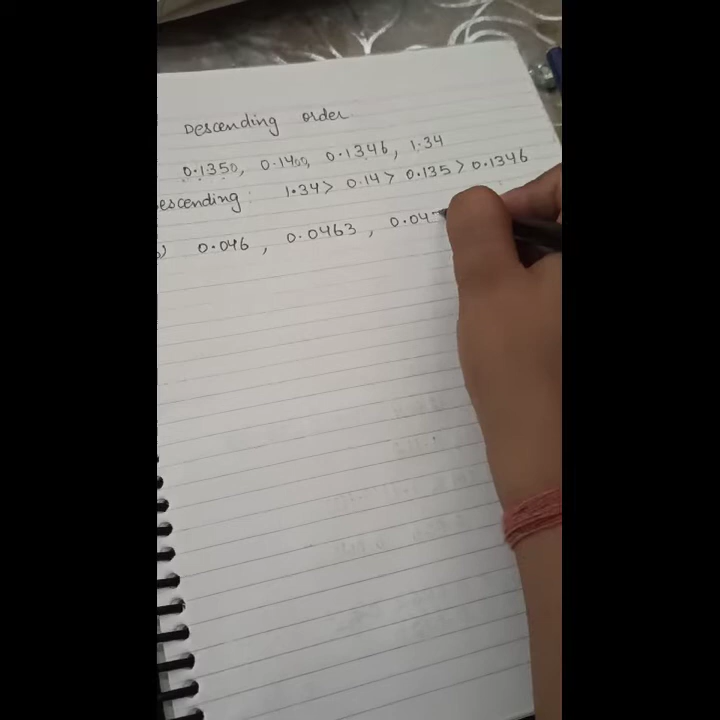 Descending order
0.1350, 0.1400, 0.1346, 1.34
escending: 1.34 > 0.14 > 0.135 > 0.1346
) 0.046, 0.0463, 0.04